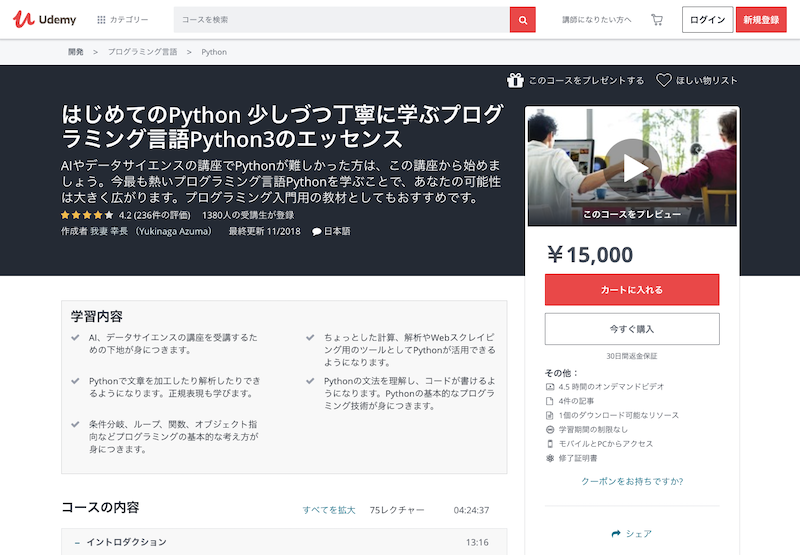 Udemy
カテゴリー
コースを検索
講師になりたい方へ
ログイン
新規登録
開発 > プログラミング言語 > Python
このコースをプレゼントする
ほしい物リスト
はじめてのPython 少しづつ丁寧に学ぶプログ
ラミング言語Python3のエッセンス
AIやデータサイエンスの講座でPythonが難しかった方は、この講座から始めま
しょう。今最も熱いプログラミング言語Pythonを学ぶことで、あなたの可能性
は大きく広がります。プログラミング入門用の教材としてもおすすめです。
4.2 (236件の評価) 1380人の受講生が登録
作成者 我妻 幸長 （Yukinaga Azuma） 最終更新 11/2018 日本語
このコースをプレビュー
￥15,000
カートに入れる
今すぐ購入
30日間返金保証
その他：
4.5 時間のオンデマンドビデオ
4件の記事
1個のダウンロード可能なリソース
学習期間の制限なし
モバイルとPCからアクセス
修了証明書
クーポンをお持ちですか?
シェア
学習内容
AI、データサイエンスの講座を受講するた
めの下地が身につきます。
Pythonで文章を加工したり解析したりでき
るようになります。正規表現も学びます。
条件分岐、ループ、関数、オブジェクト指
向などプログラミングの基本的な考え方が
身につきます。
ちょっとした計算、解析やWebスクレイピ
ング用のツールとしてPythonが活用できる
ようになります。
Pythonの文法を理解し、コードが書けるよ
うになります。Pythonの基本的なプログラ
ミング技術が身につきます。
コースの内容
すべてを拡大
75レクチャー
04:24:37
– イントロダクション
13:16